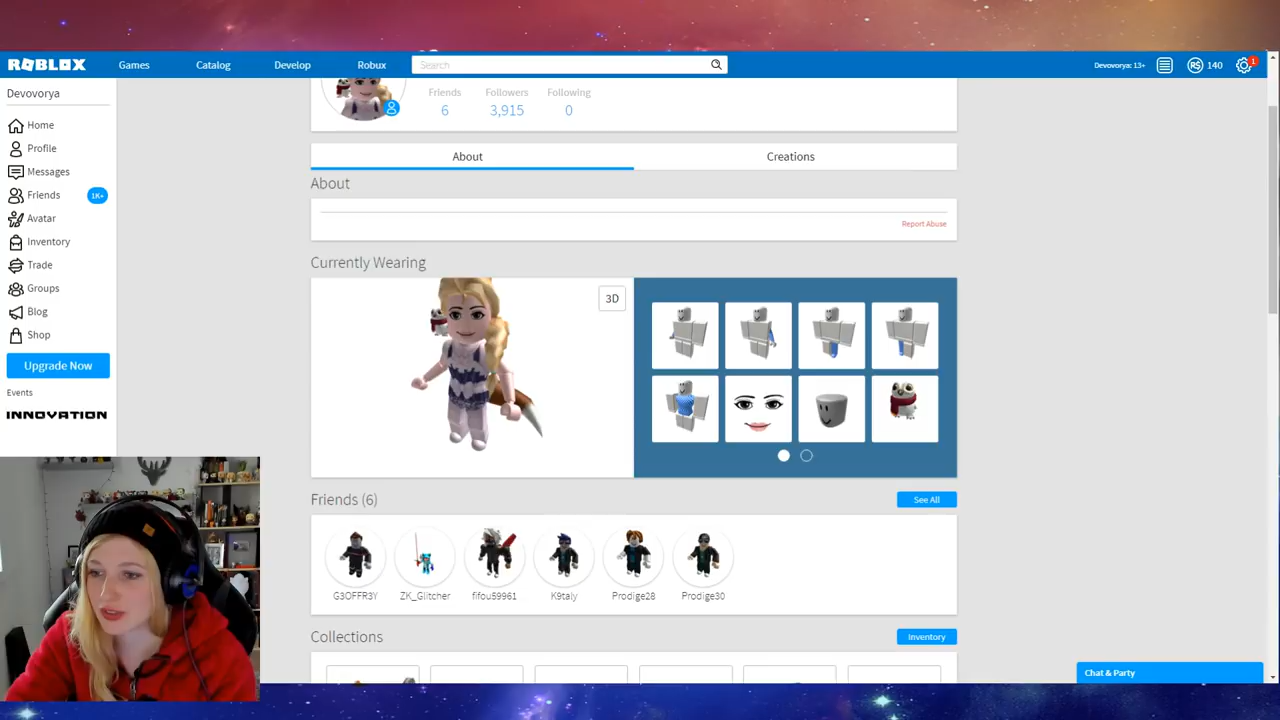 ROBLOX
Games
Catalog
Develop
Robux
Search
Devovorya: 13+
R$
140
1
Devovorya
Home
Profile
Messages
Friends
1K+
Avatar
Inventory
Trade
Groups
Blog
Shop
Upgrade Now
Events
INNOVATION
Friends
Followers
Following
6
3,915
0
About
Creations
About
Report Abuse
Currently Wearing
3D
Friends (6)
See All
G3OFFR3Y
ZK_Glitcher
fifou59961
K9taly
Prodige28
Prodige30
Collections
Inventory
Chat & Party